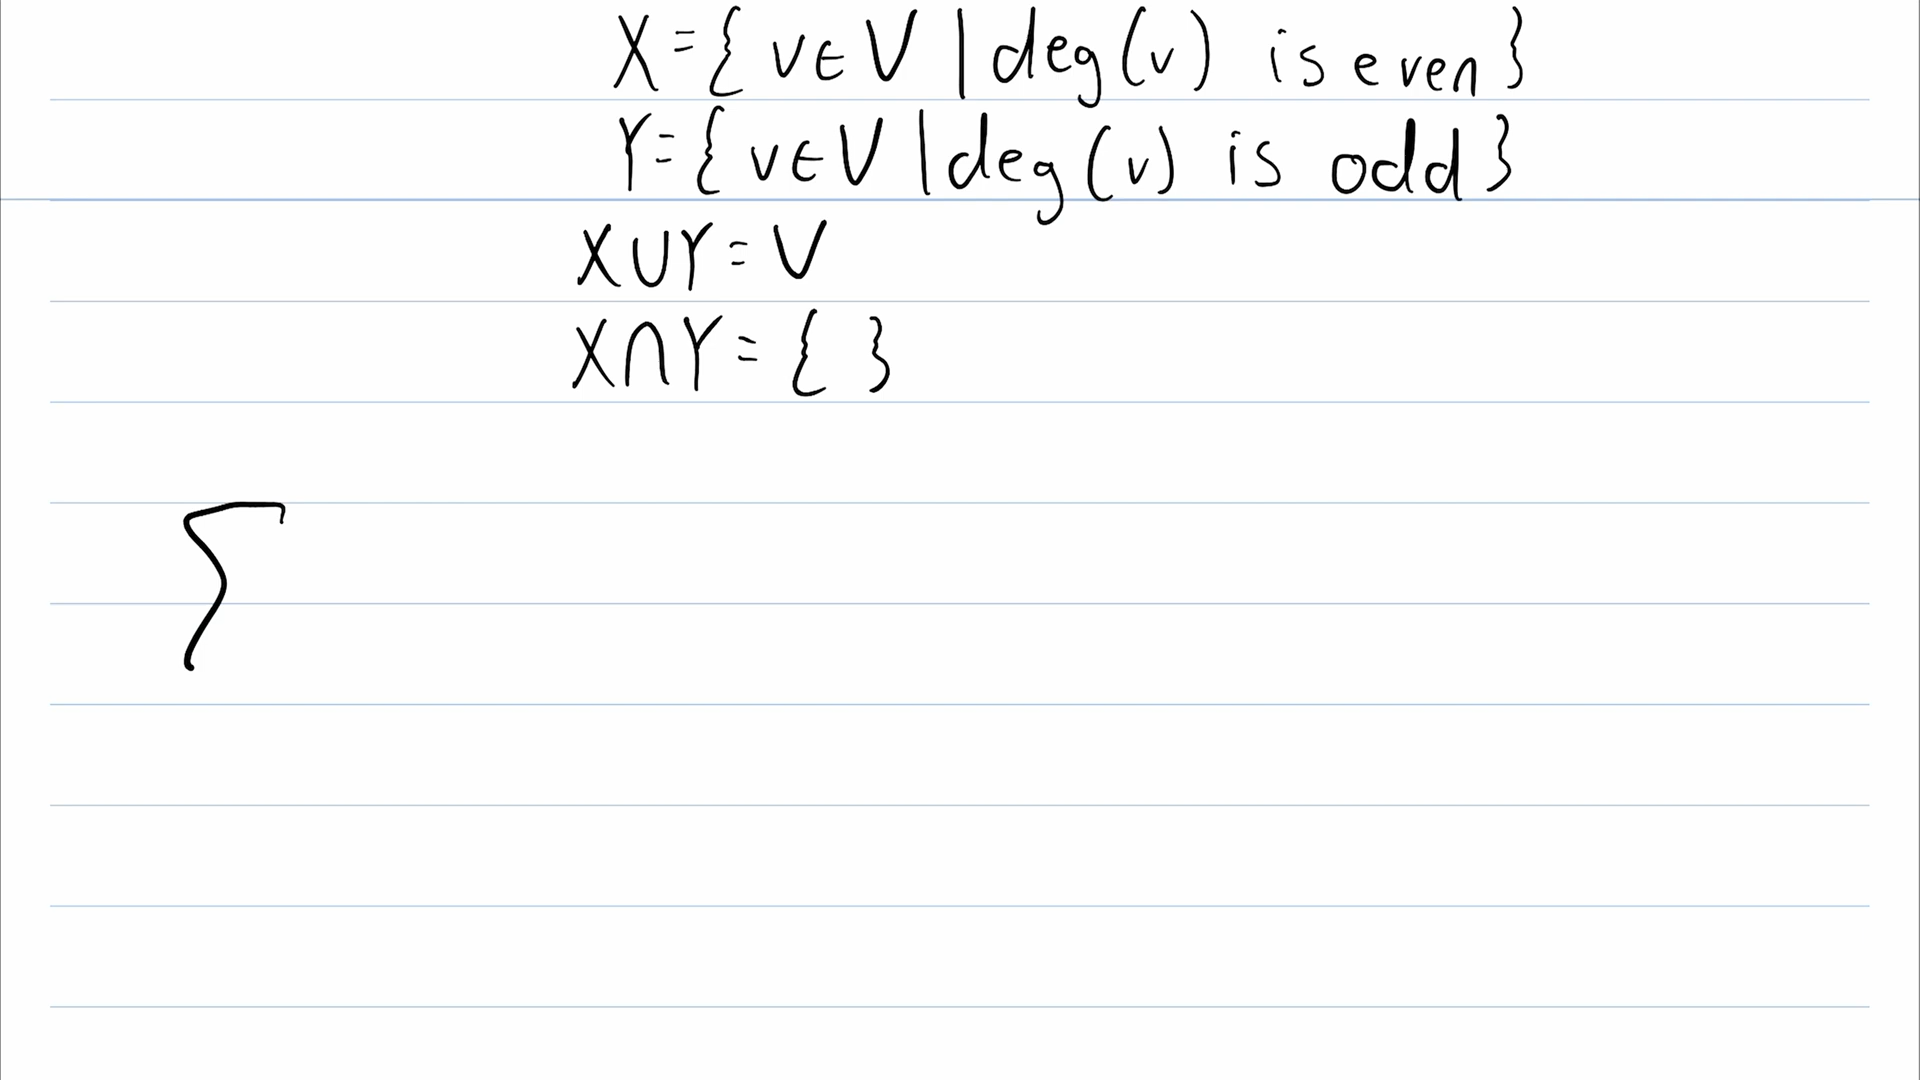 X={ v∈V | deg(v) is even}
Y={ v∈V | deg(v) is odd}
X∪Y=V
X∩Y={ }